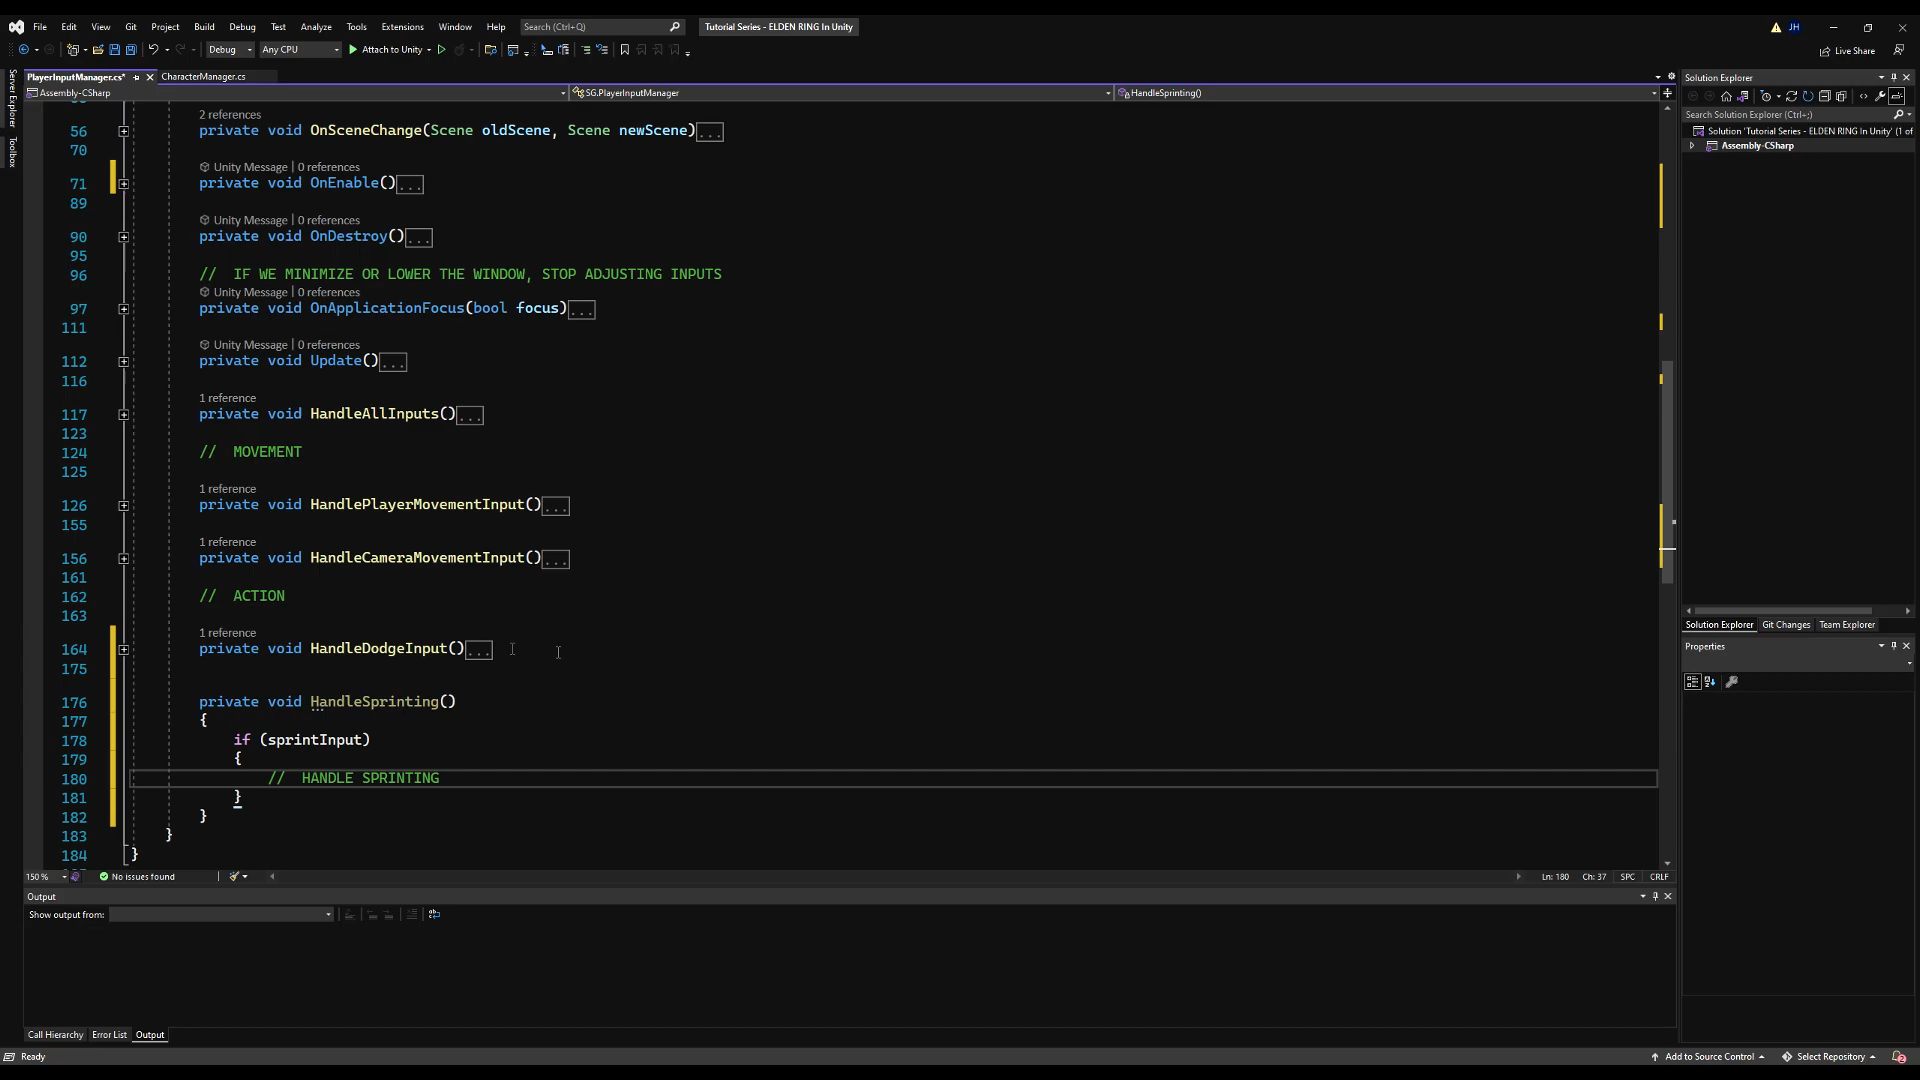 File Edit View Git Project Build Debug Test Analyze Tools Extensions Window Help Search (Ctrl+Q) Tutorial Series - ELDEN RING In Unity JH
Debug Any CPU Attach to Unity Live Share
Server Explorer
Toolbox
PlayerInputManager.cs* CharacterManager.cs
Assembly-CSharp SG.PlayerInputManager HandleSprinting()
2 references
56 private void OnSceneChange(Scene oldScene, Scene newScene)...
70
Unity Message | 0 references
71 private void OnEnable()...
89
Unity Message | 0 references
90 private void OnDestroy()...
95
96 // IF WE MINIMIZE OR LOWER THE WINDOW, STOP ADJUSTING INPUTS
Unity Message | 0 references
97 private void OnApplicationFocus(bool focus)...
111
Unity Message | 0 references
112 private void Update()...
116
1 reference
117 private void HandleAllInputs()...
123
124 // MOVEMENT
125
1 reference
126 private void HandlePlayerMovementInput()...
155
1 reference
156 private void HandleCameraMovementInput()...
161
162 // ACTION
163
1 reference
164 private void HandleDodgeInput()...
175
176 private void HandleSprinting()
177 {
178 if (sprintInput)
179 {
180 // HANDLE SPRINTING
181 }
182 }
183 }
184 }
150 % No issues found Ln: 180 Ch: 37 SPC CRLF
Output
Show output from:
Call Hierarchy Error List Output
Solution Explorer
Search Solution Explorer (Ctrl+;)
Solution 'Tutorial Series - ELDEN RING In Unity' (1 of
Assembly-CSharp
Solution Explorer Git Changes Team Explorer
Properties
Ready Add to Source Control Select Repository 2